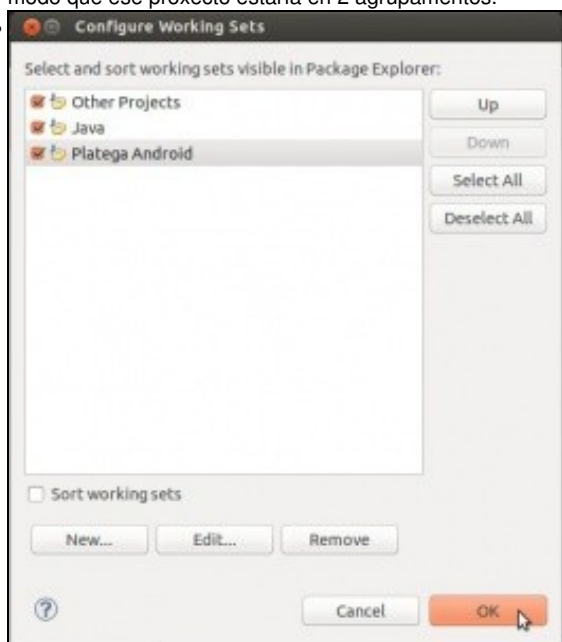 modo que ese proxecto estaría en 2 agrupamentos.
Configure Working Sets
Select and sort working sets visible in Package Explorer:
Other Projects
Java
Platega Android
Up
Down
Select All
Deselect All
Sort working sets
New...
Edit...
Remove
?
Cancel
OK